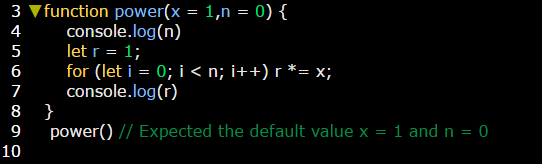 3 ▼function power(x = 1,n = 0) {
4 console.log(n)
5 let r = 1;
6 for (let i = 0; i < n; i++) r *= x;
7 console.log(r)
8 }
9 power() // Expected the default value x = 1 and n = 0
10